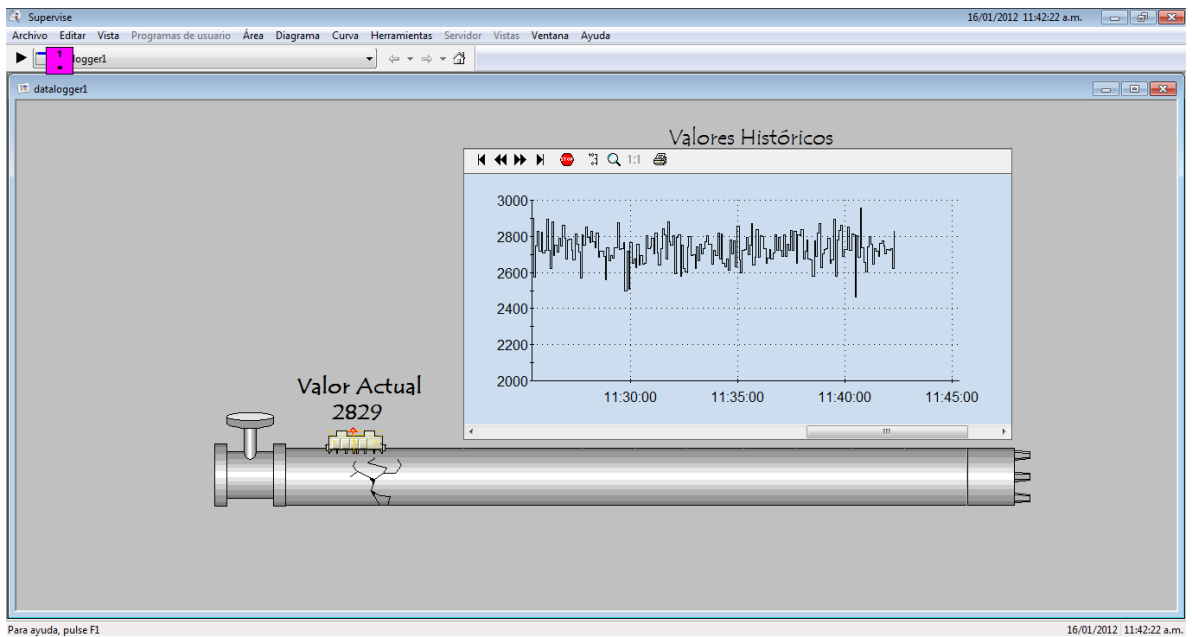 Supervise 16/01/2012 11:42:22 a.m.
Archivo Editar Vista Programas de usuario Área Diagrama Curva Herramientas Servidor Vistas Ventana Ayuda
1 logger1
datalogger1
Valores Históricos
STOP 1:1
3000
2800
2600
2400
2200
2000
11:30:00 11:35:00 11:40:00 11:45:00
Valor Actual
2829
Para ayuda, pulse F1 16/01/2012 11:42:22 a.m.